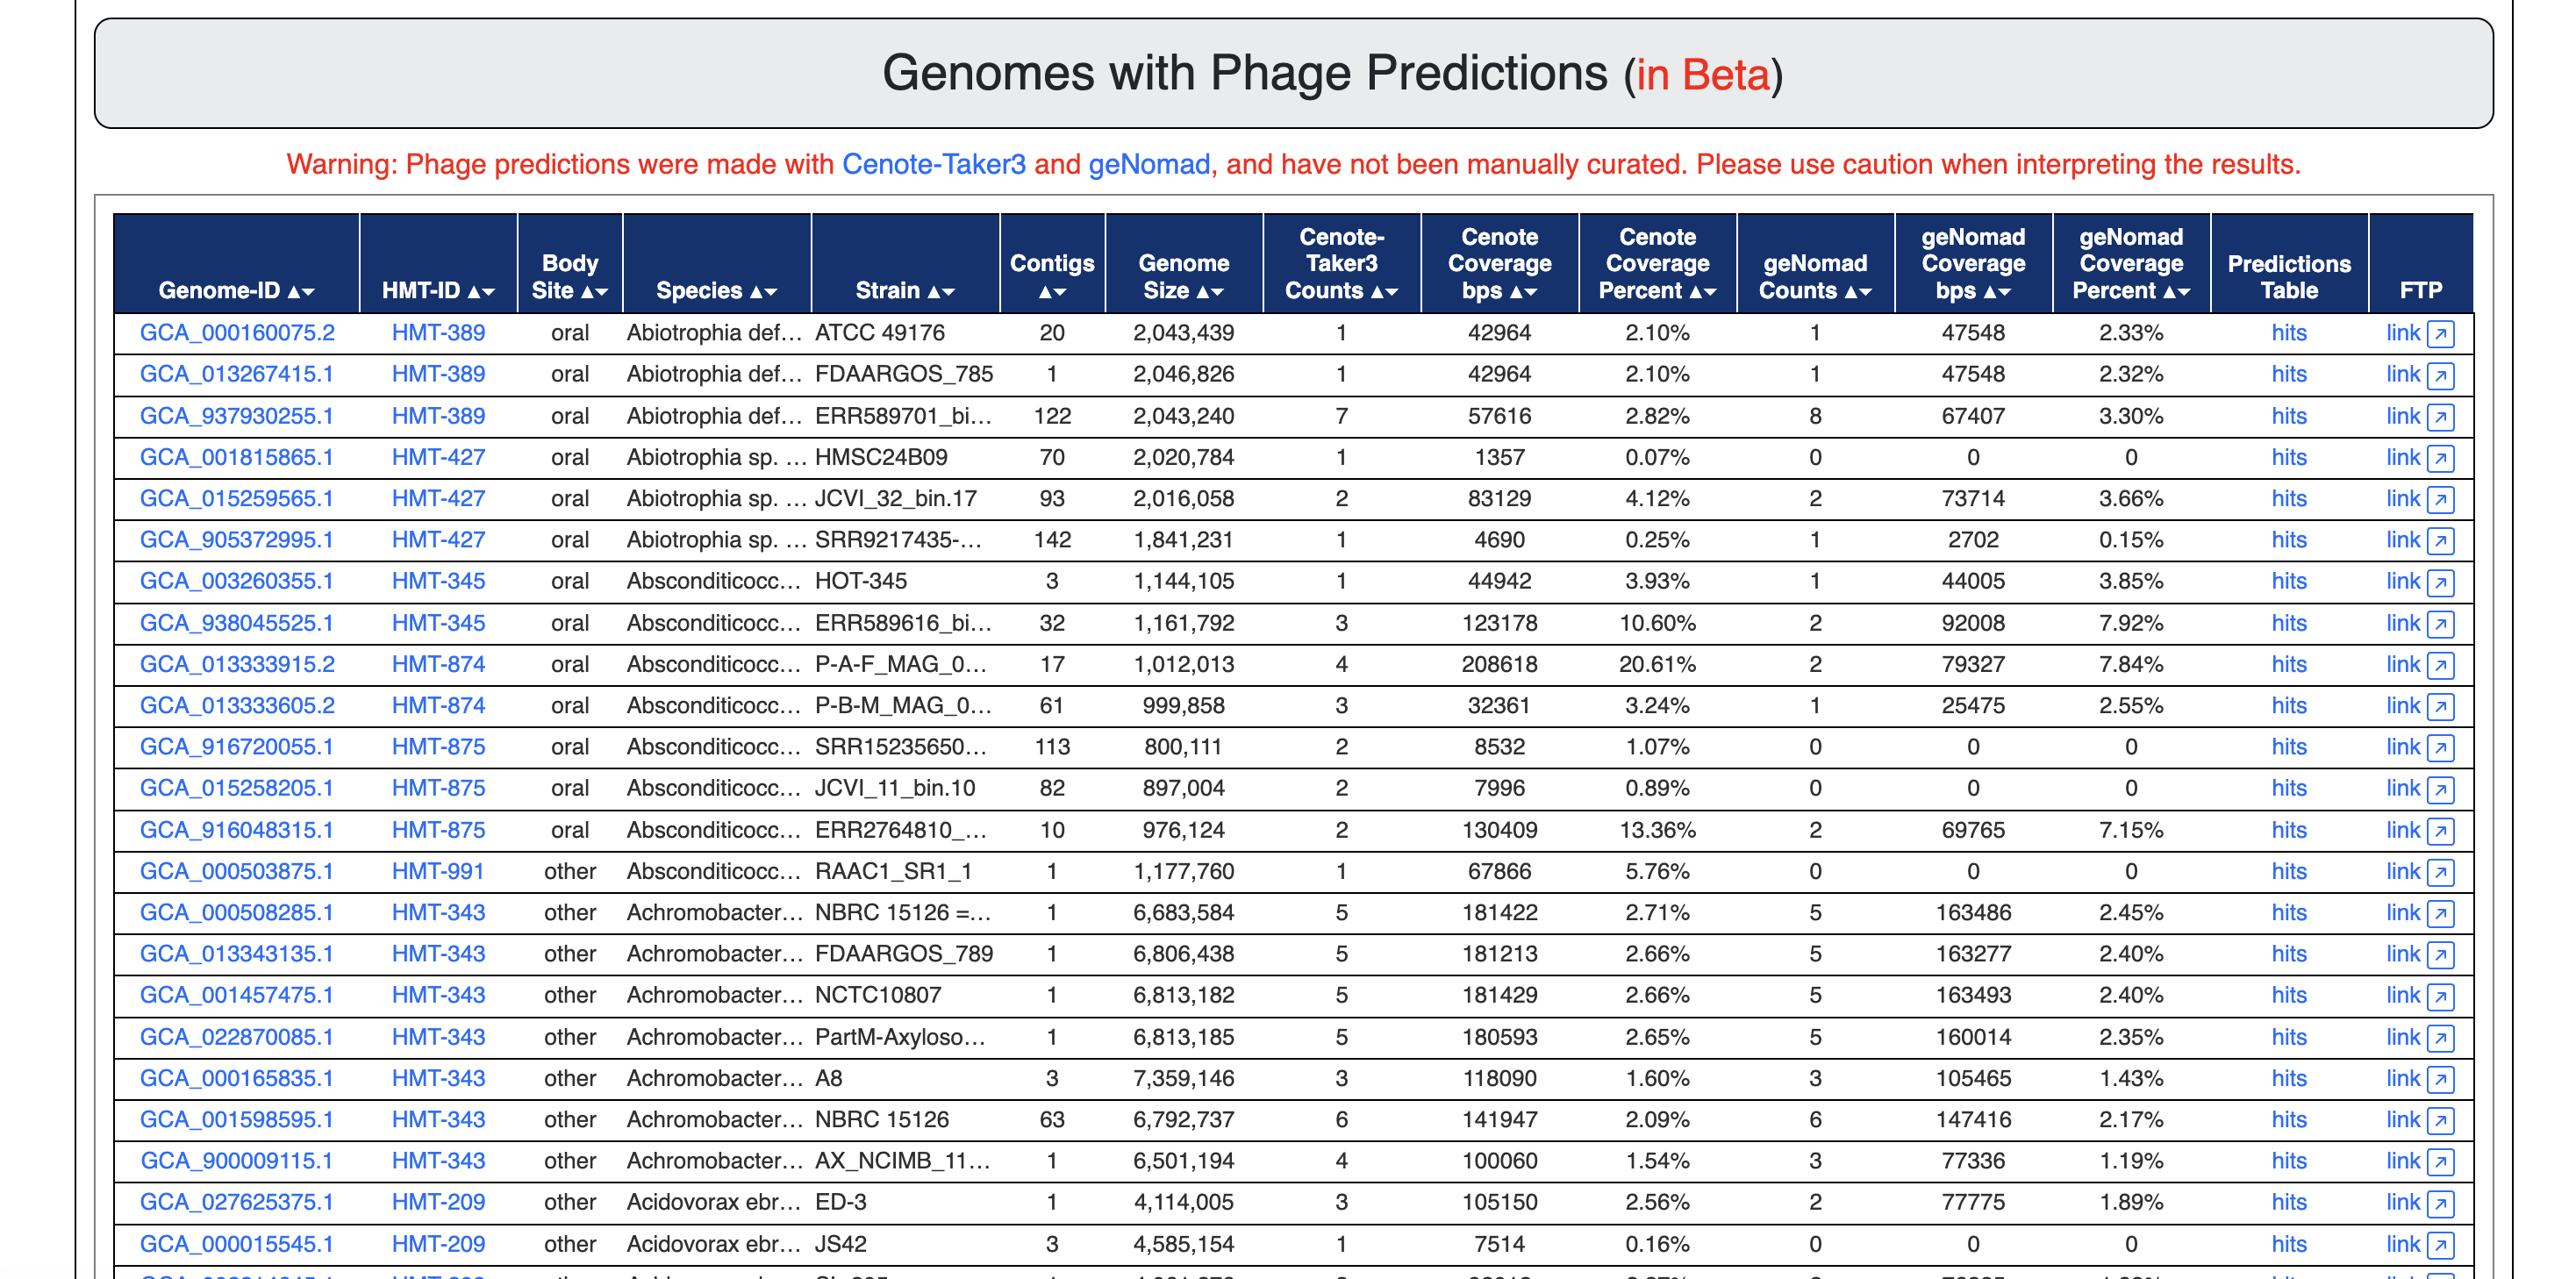 Genomes with Phage Predictions (in Beta)
Warning: Phage predictions were made with Cenote-Taker3 and geNomad, and have not been manually curated. Please use caution when interpreting the results.
Genome-ID ▲▼ HMT-ID ▲▼ Body Site ▲▼ Species ▲▼ Strain ▲▼ Contigs ▲▼ Genome Size ▲▼ Cenote-Taker3 Counts ▲▼ Cenote Coverage bps ▲▼ Cenote Coverage Percent ▲▼ geNomad Counts ▲▼ geNomad Coverage bps ▲▼ geNomad Coverage Percent ▲▼ Predictions Table FTP
GCA_000160075.2 HMT-389 oral Abiotrophia def... ATCC 49176 20 2,043,439 1 42964 2.10% 1 47548 2.33% hits link
GCA_013267415.1 HMT-389 oral Abiotrophia def... FDAARGOS_785 1 2,046,826 1 42964 2.10% 1 47548 2.32% hits link
GCA_937930255.1 HMT-389 oral Abiotrophia def... ERR589701_bi... 122 2,043,240 7 57616 2.82% 8 67407 3.30% hits link
GCA_001815865.1 HMT-427 oral Abiotrophia sp. ... HMSC24B09 70 2,020,784 1 1357 0.07% 0 0 0 hits link
GCA_015259565.1 HMT-427 oral Abiotrophia sp. ... JCVI_32_bin.17 93 2,016,058 2 83129 4.12% 2 73714 3.66% hits link
GCA_905372995.1 HMT-427 oral Abiotrophia sp. ... SRR9217435-... 142 1,841,231 1 4690 0.25% 1 2702 0.15% hits link
GCA_003260355.1 HMT-345 oral Absconditicocc... HOT-345 3 1,144,105 1 44942 3.93% 1 44005 3.85% hits link
GCA_938045525.1 HMT-345 oral Absconditicocc... ERR589616_bi... 32 1,161,792 3 123178 10.60% 2 92008 7.92% hits link
GCA_013333915.2 HMT-874 oral Absconditicocc... P-A-F_MAG_0... 17 1,012,013 4 208618 20.61% 2 79327 7.84% hits link
GCA_013333605.2 HMT-874 oral Absconditicocc... P-B-M_MAG_0... 61 999,858 3 32361 3.24% 1 25475 2.55% hits link
GCA_916720055.1 HMT-875 oral Absconditicocc... SRR15235650... 113 800,111 2 8532 1.07% 0 0 0 hits link
GCA_015258205.1 HMT-875 oral Absconditicocc... JCVI_11_bin.10 82 897,004 2 7996 0.89% 0 0 0 hits link
GCA_916048315.1 HMT-875 oral Absconditicocc... ERR2764810_... 10 976,124 2 130409 13.36% 2 69765 7.15% hits link
GCA_000503875.1 HMT-991 other Absconditicocc... RAAC1_SR1_1 1 1,177,760 1 67866 5.76% 0 0 0 hits link
GCA_000508285.1 HMT-343 other Achromobacter... NBRC 15126 =... 1 6,683,584 5 181422 2.71% 5 163486 2.45% hits link
GCA_013343135.1 HMT-343 other Achromobacter... FDAARGOS_789 1 6,806,438 5 181213 2.66% 5 163277 2.40% hits link
GCA_001457475.1 HMT-343 other Achromobacter... NCTC10807 1 6,813,182 5 181429 2.66% 5 163493 2.40% hits link
GCA_022870085.1 HMT-343 other Achromobacter... PartM-Axyloso... 1 6,813,185 5 180593 2.65% 5 160014 2.35% hits link
GCA_000165835.1 HMT-343 other Achromobacter... A8 3 7,359,146 3 118090 1.60% 3 105465 1.43% hits link
GCA_001598595.1 HMT-343 other Achromobacter... NBRC 15126 63 6,792,737 6 141947 2.09% 6 147416 2.17% hits link
GCA_900009115.1 HMT-343 other Achromobacter... AX_NCIMB_11... 1 6,501,194 4 100060 1.54% 3 77336 1.19% hits link
GCA_027625375.1 HMT-209 other Acidovorax ebr... ED-3 1 4,114,005 3 105150 2.56% 2 77775 1.89% hits link
GCA_000015545.1 HMT-209 other Acidovorax ebr... JS42 3 4,585,154 1 7514 0.16% 0 0 0 hits link